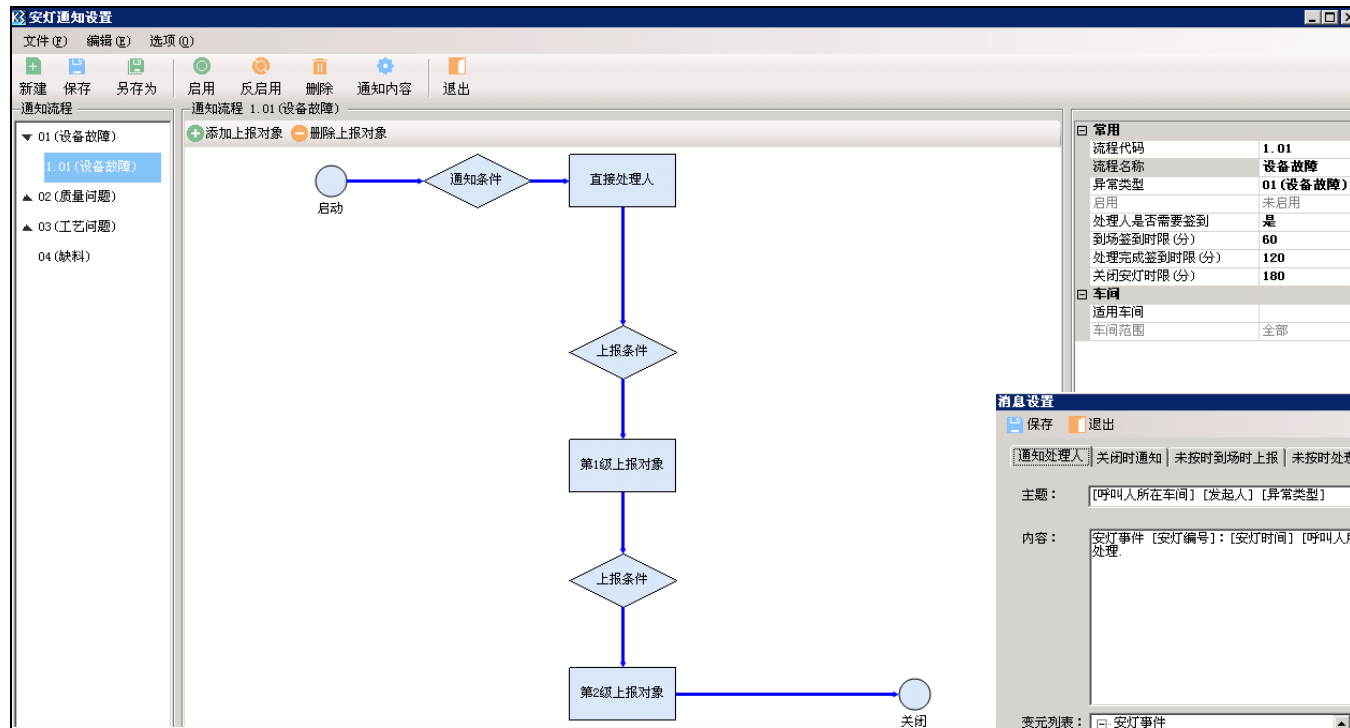 安灯通知设置
文件(F) 编辑(E) 选项(O)
新建 保存 另存为 启用 反启用 删除 通知内容 退出
通知流程
01(设备故障)
1.01(设备故障)
02(质量问题)
03(工艺问题)
04(缺料)
通知流程 1.01(设备故障)
添加上报对象 删除上报对象
启动
通知条件
直接处理人
上报条件
第1级上报对象
上报条件
第2级上报对象
关闭
常用
流程代码 1.01
流程名称 设备故障
异常类型 01(设备故障)
启用 未启用
处理人是否需要签到 是
到场签到时限(分) 60
处理完成签到时限(分) 120
关闭安灯时限(分) 180
车间
适用车间
车间范围 全部
消息设置
保存 退出
通知处理人 关闭时通知 未按时到场时上报 未按时处理
主题: [呼叫人所在车间] [发起人] [异常类型]
内容: 安灯事件 [安灯编号]: [安灯时间] [呼叫人所
处理.
变元列表: 安灯事件